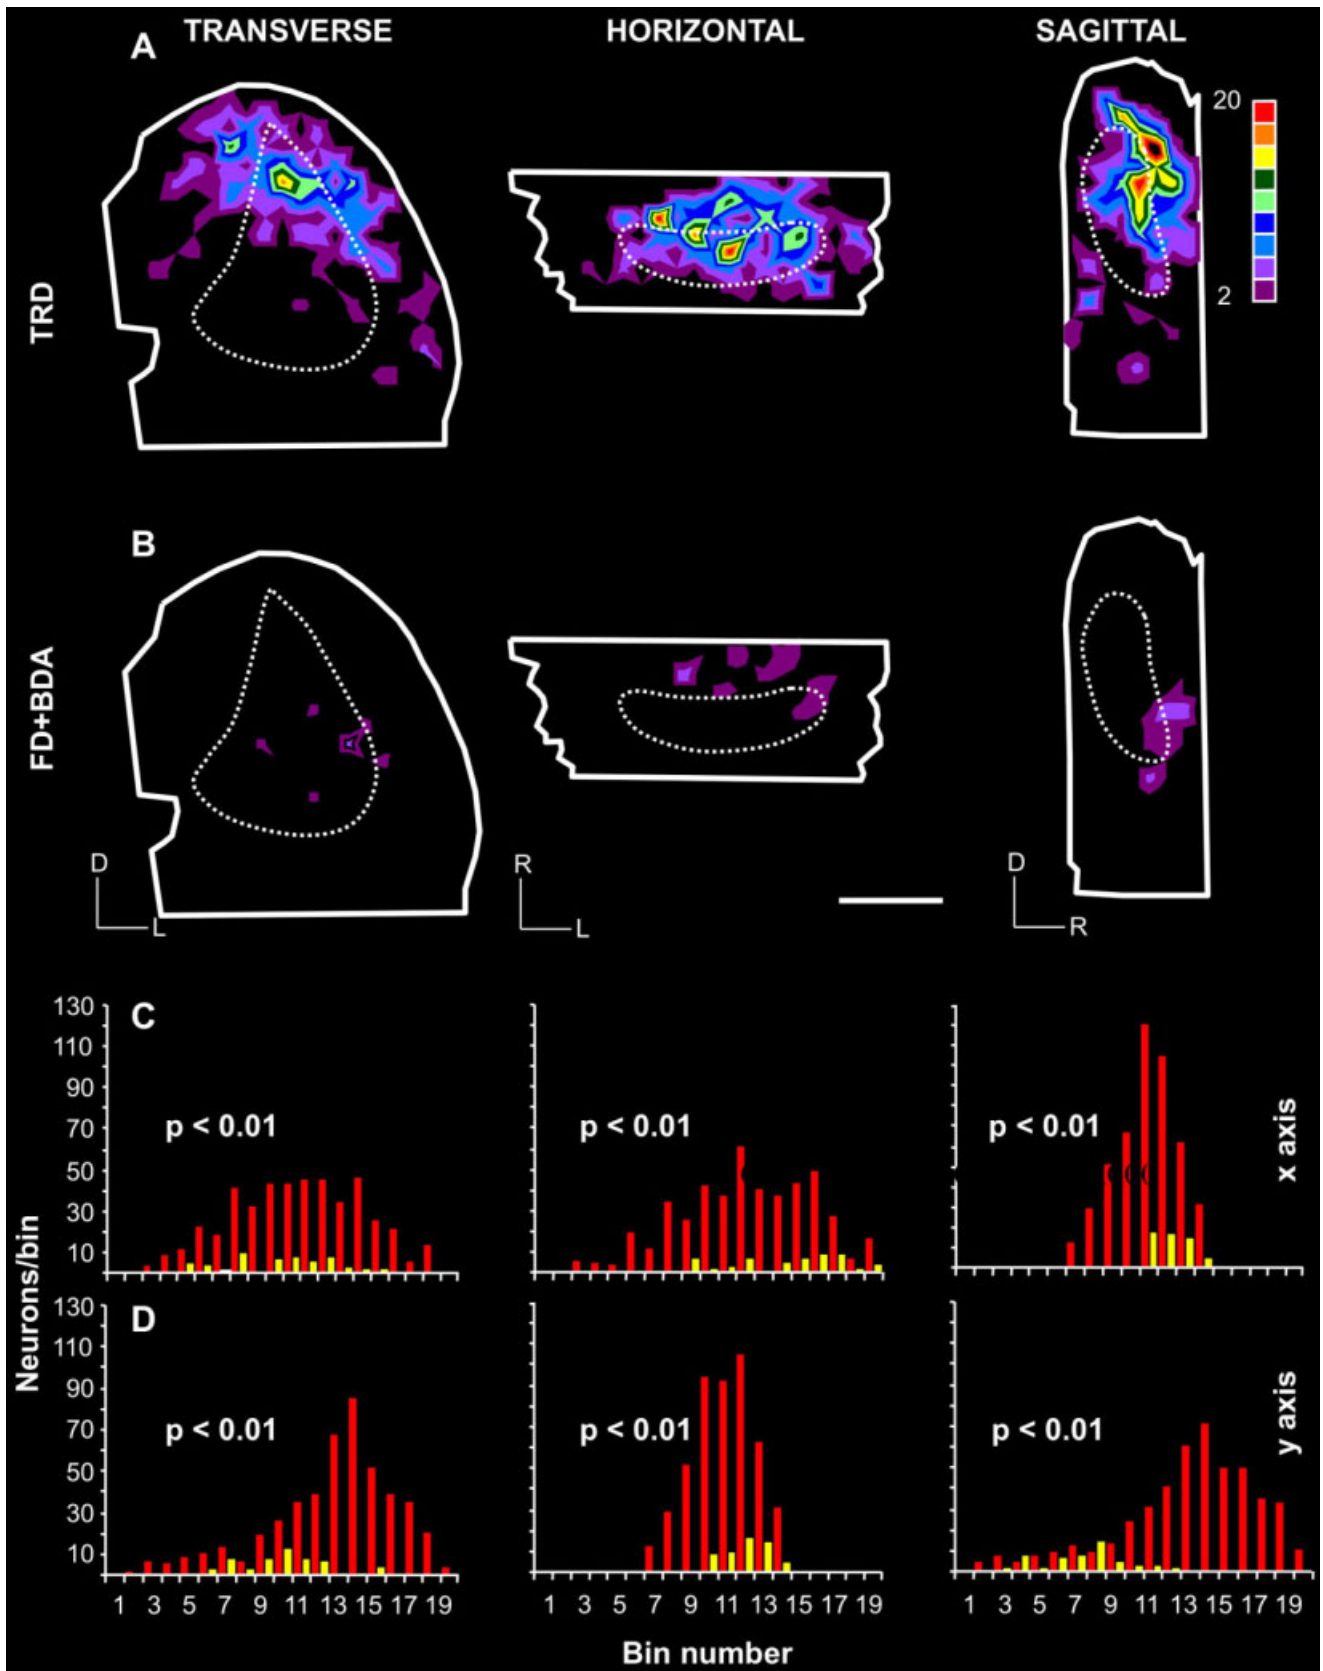 TRANSVERSE HORIZONTAL SAGITTAL
A
20
2
TRD
B
FD+BDA
D
L
R
L
D
R
C
130
110
90
70
50
30
10
p < 0.01
p < 0.01
p < 0.01
x axis
Neurons/bin
D
130
110
90
70
50
30
10
p < 0.01
p < 0.01
p < 0.01
y axis
1 3 5 7 9 11 13 15 17 19
1 3 5 7 9 11 13 15 17 19
1 3 5 7 9 11 13 15 17 19
Bin number